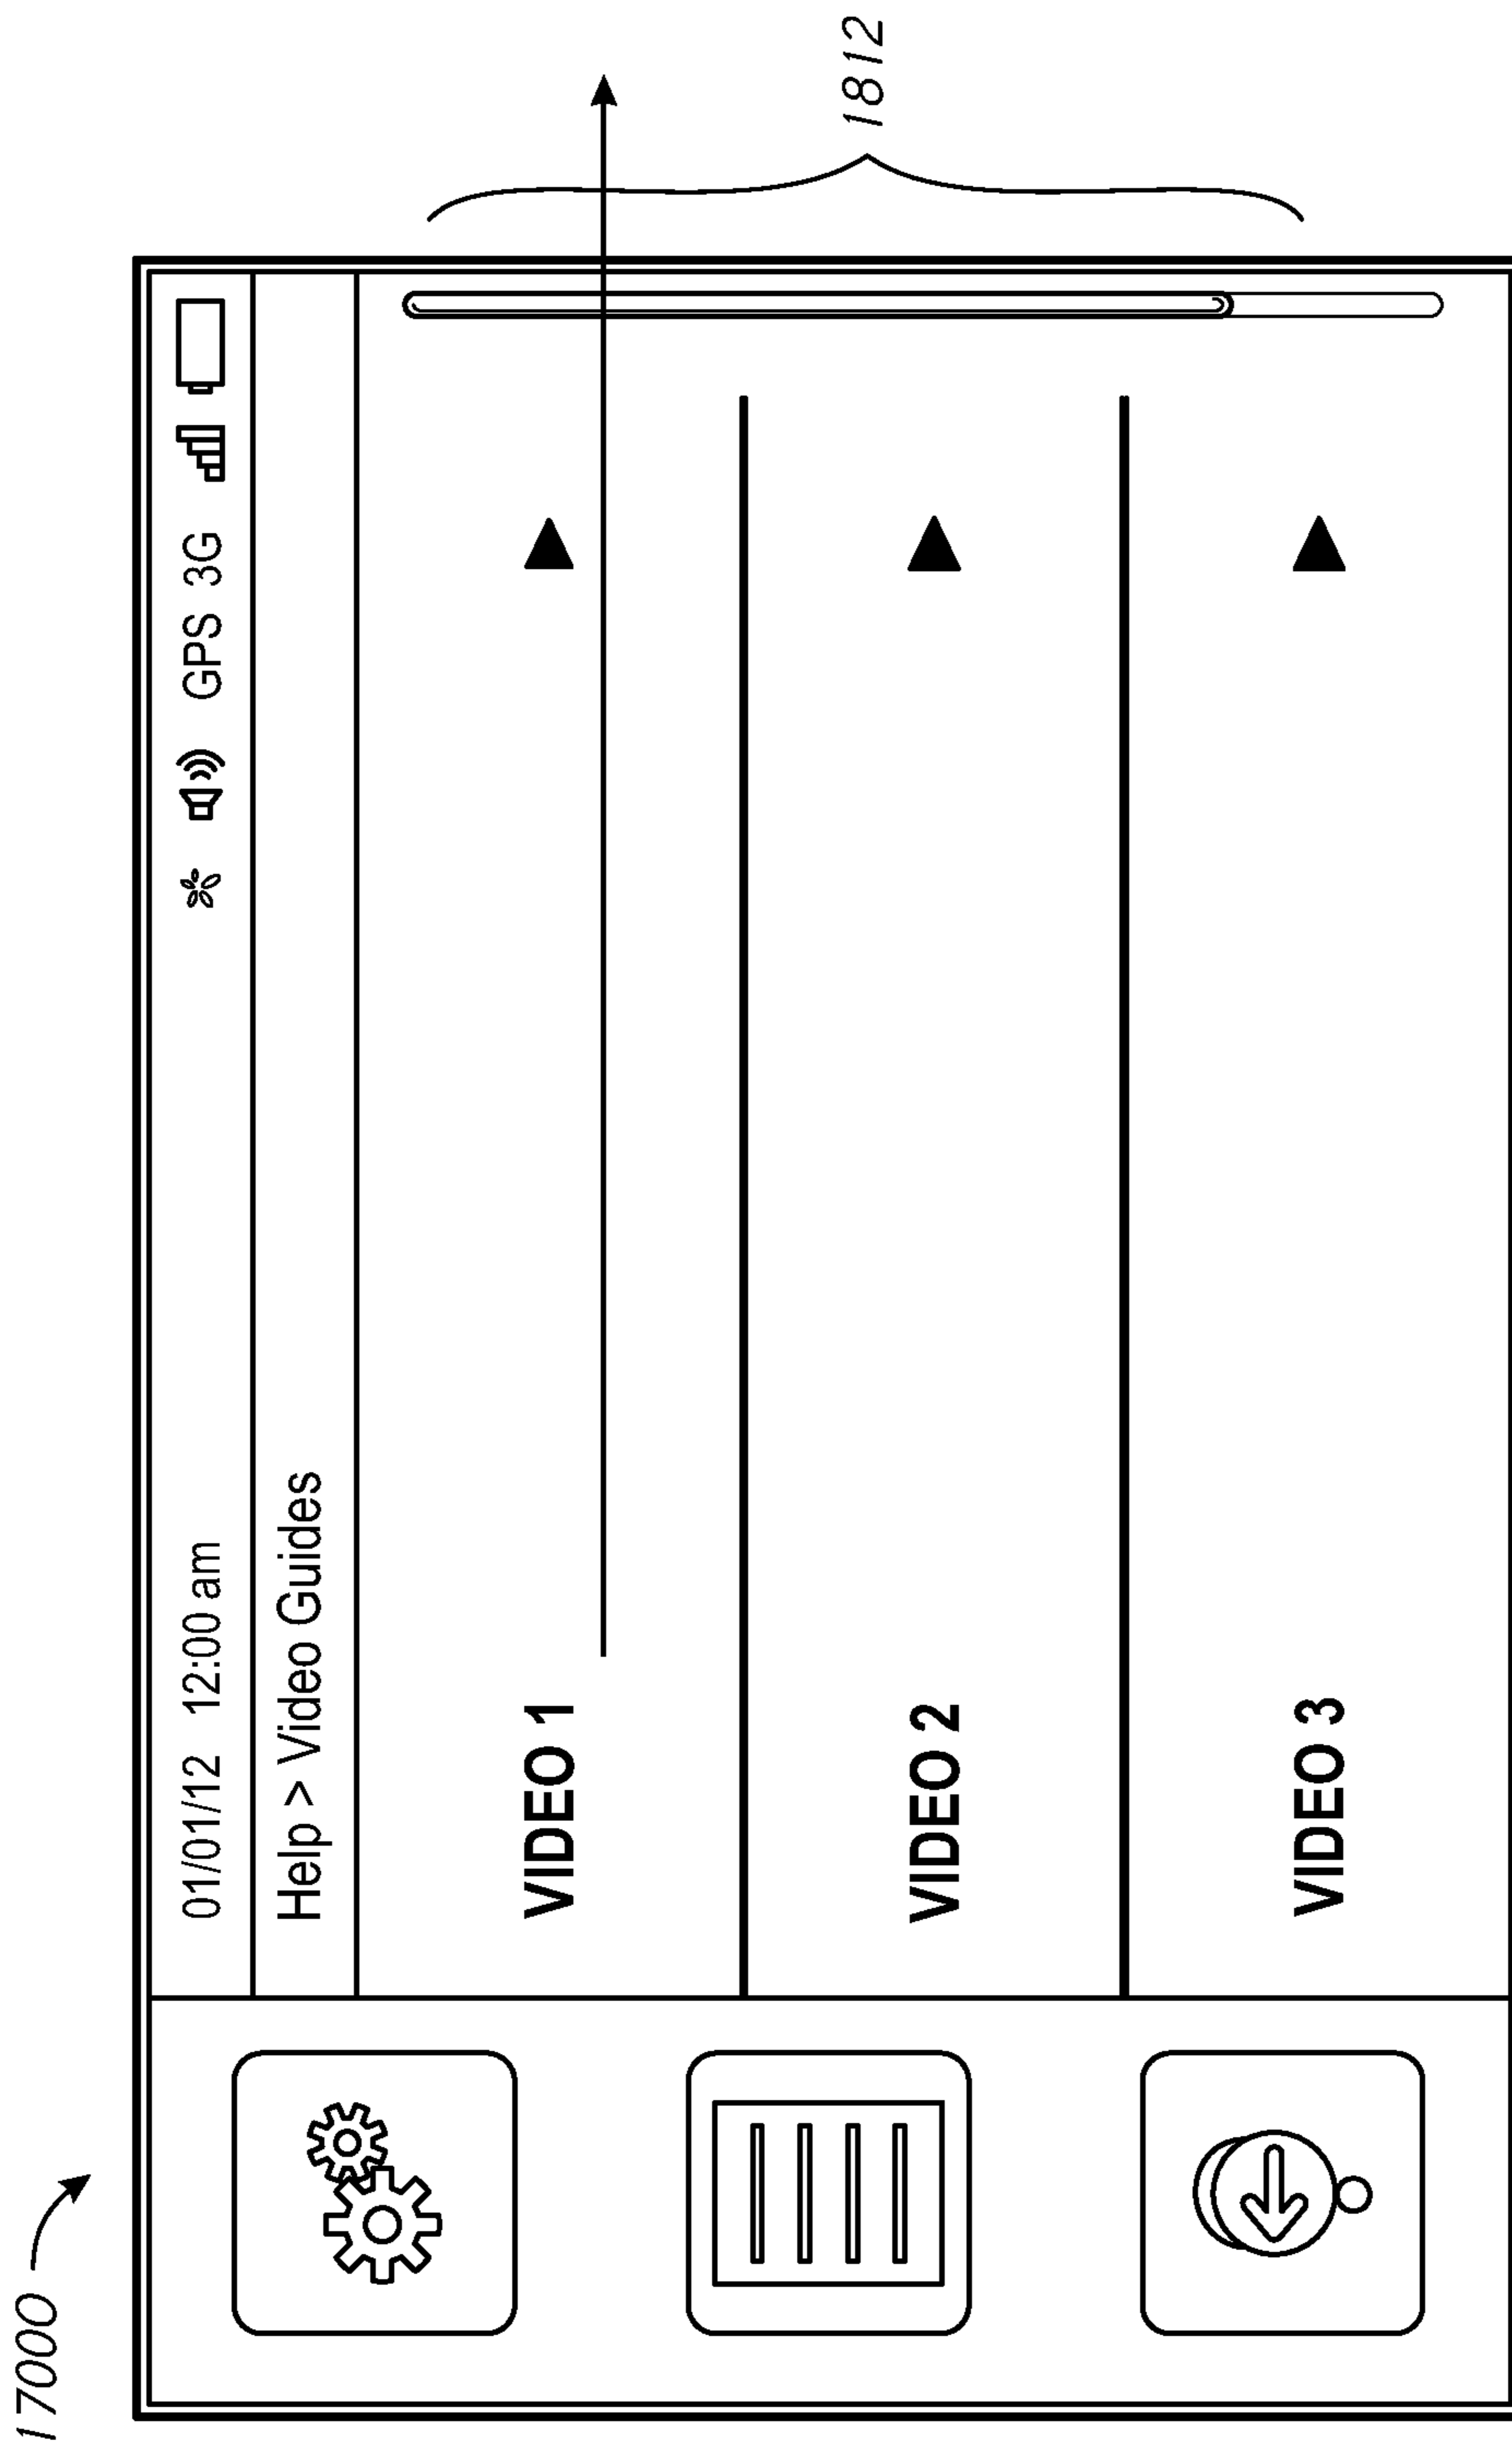 17000
01/01/12 12:00 am GPS 3G
Help > Video Guides
VIDEO 1
VIDEO 2
VIDEO 3
1812